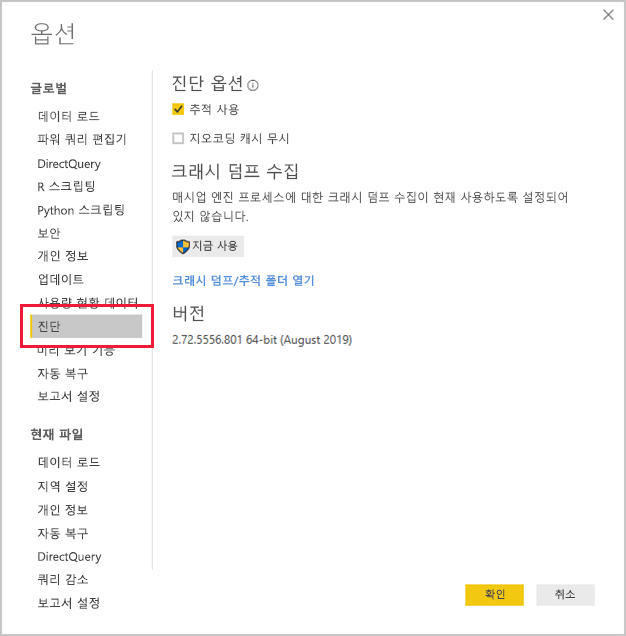 옵션
글로벌
데이터 로드
파워 쿼리 편집기
DirectQuery
R 스크립팅
Python 스크립팅
보안
개인 정보
업데이트
사용량 현황 데이터
진단
미리 보기 기능
자동 복구
보고서 설정
현재 파일
데이터 로드
지역 설정
개인 정보
자동 복구
DirectQuery
쿼리 감소
보고서 설정
진단 옵션
추적 사용
지오코딩 캐시 무시
크래시 덤프 수집
매시업 엔진 프로세스에 대한 크래시 덤프 수집이 현재 사용하도록 설정되어
있지 않습니다.
지금 사용
크래시 덤프/추적 폴더 열기
버전
2.72.5556.801 64-bit (August 2019)
확인
취소